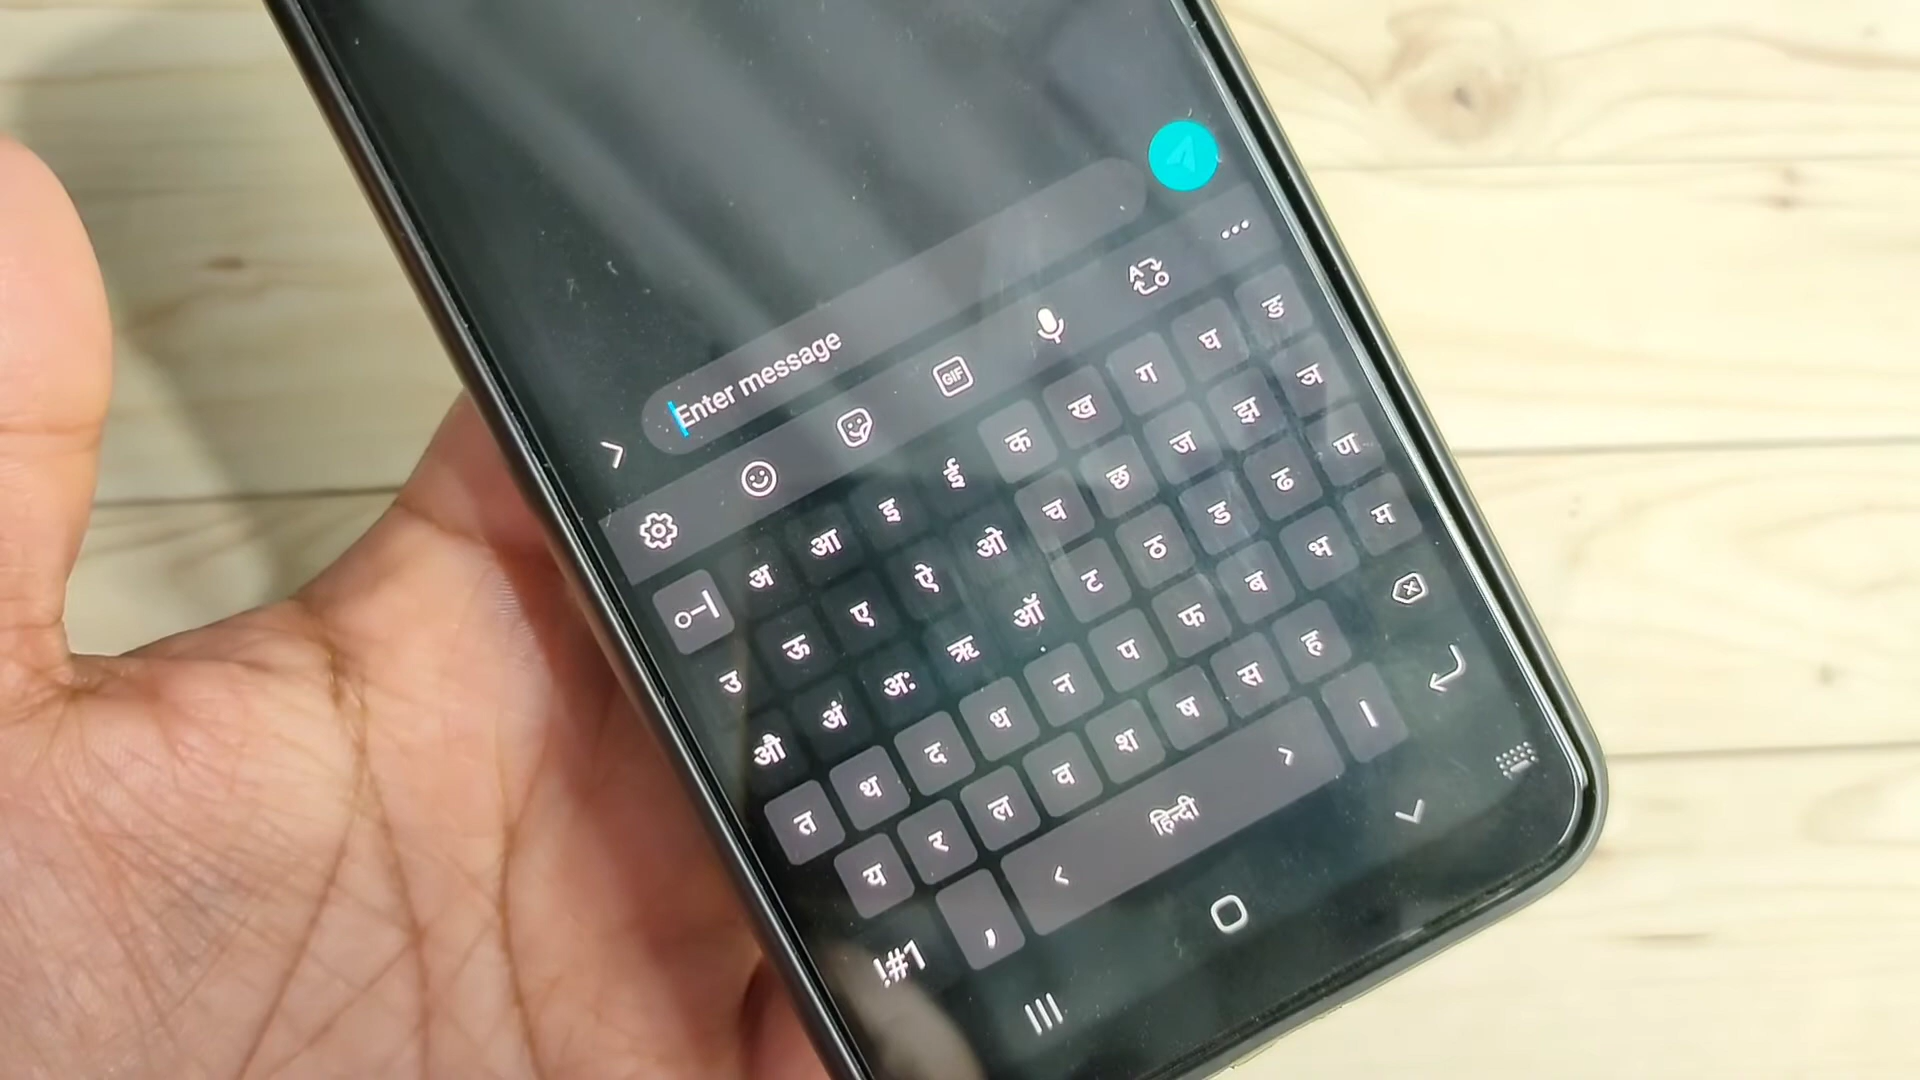 Enter message
GIF
अ आ इ ई क ख ग घ ङ
उ ऊ ए ऐ ओ च छ ज झ ञ
औ अं अः ऋ ऑ ट ठ ड ढ ण
त थ द ध न प फ ब भ म
य र ल व श ष स ह
!#1 , < हिन्दी > ।